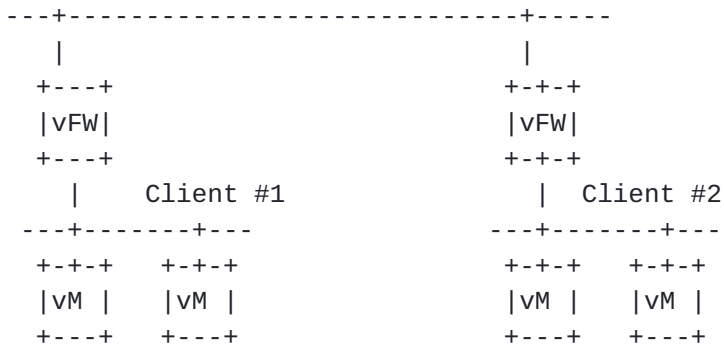 ---+-----------------------------+-----
|                             |
+---+                         +-+-+
|vFW|                         |vFW|
+---+                         +-+-+
|    Client #1                |  Client #2
---+-------+---               ---+-------+---
+-+-+   +-+-+                 +-+-+   +-+-+
|vM |   |vM |                 |vM |   |vM |
+---+   +---+                 +---+   +---+